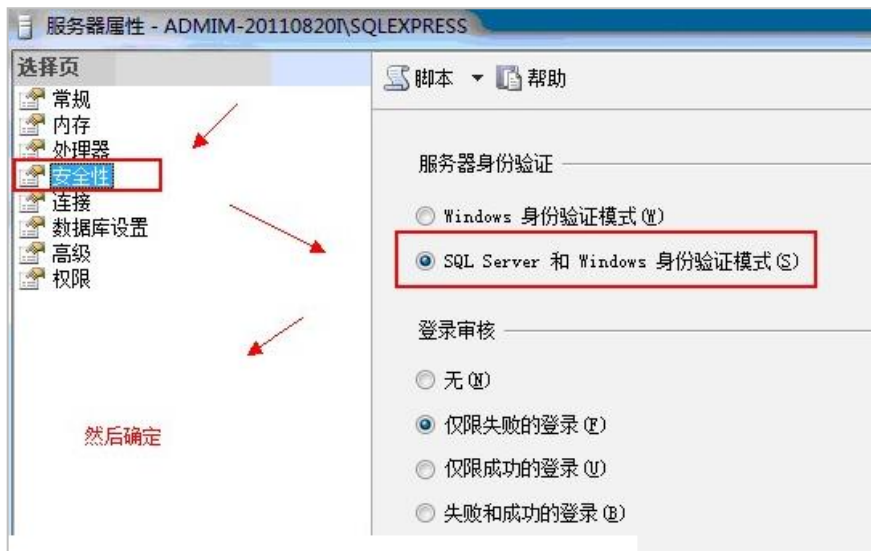 服务器属性 - ADMIM-20110820I\SQLEXPRESS
选择页
常规
内存
处理器
安全性
连接
数据库设置
高级
权限
然后确定
脚本 帮助
服务器身份验证
Windows 身份验证模式(W)
SQL Server 和 Windows 身份验证模式(S)
登录审核
无(N)
仅限失败的登录(F)
仅限成功的登录(U)
失败和成功的登录(B)